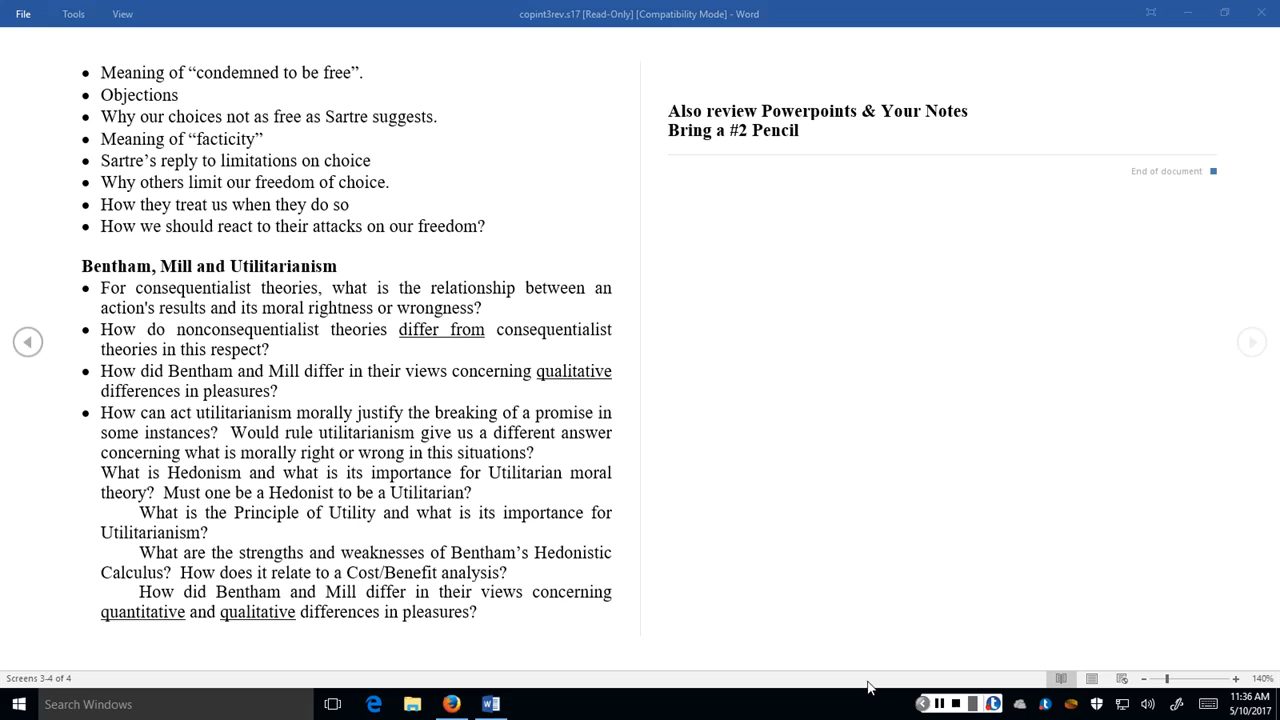 File Tools View copint3rev.s17 [Read-Only] [Compatibility Mode] - Word
• Meaning of “condemned to be free”.
• Objections
• Why our choices not as free as Sartre suggests.
• Meaning of “facticity”
• Sartre’s reply to limitations on choice
• Why others limit our freedom of choice.
• How they treat us when they do so
• How we should react to their attacks on our freedom?
Bentham, Mill and Utilitarianism
• For consequentialist theories, what is the relationship between an
action's results and its moral rightness or wrongness?
• How do nonconsequentialist theories differ from consequentialist
theories in this respect?
• How did Bentham and Mill differ in their views concerning qualitative
differences in pleasures?
• How can act utilitarianism morally justify the breaking of a promise in
some instances? Would rule utilitarianism give us a different answer
concerning what is morally right or wrong in this situations?
What is Hedonism and what is its importance for Utilitarian moral
theory? Must one be a Hedonist to be a Utilitarian?
What is the Principle of Utility and what is its importance for
Utilitarianism?
What are the strengths and weaknesses of Bentham’s Hedonistic
Calculus? How does it relate to a Cost/Benefit analysis?
How did Bentham and Mill differ in their views concerning
quantitative and qualitative differences in pleasures?
Also review Powerpoints & Your Notes
Bring a #2 Pencil
End of document
Screens 3-4 of 4
140%
Search Windows
11:36 AM
5/10/2017